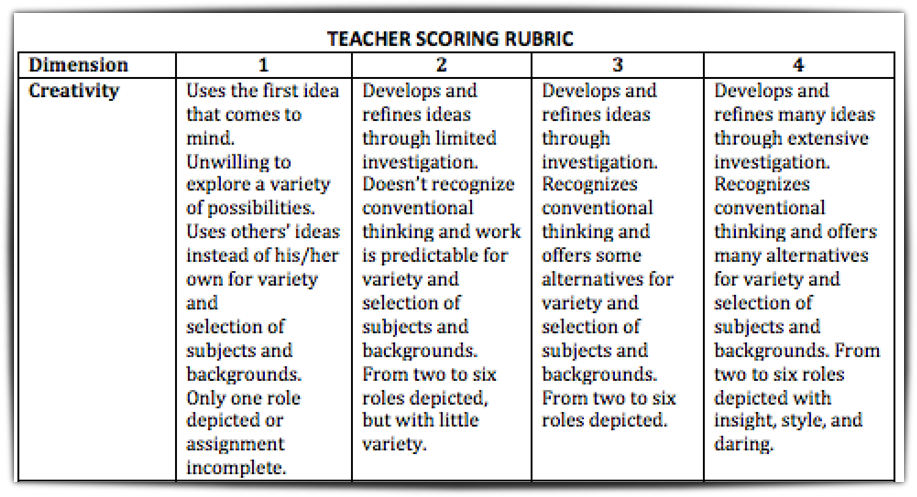 TEACHER SCORING RUBRIC
Dimension 1 2 3 4
Creativity
Uses the first idea
that comes to
mind.
Unwilling to
explore a variety
of possibilities.
Uses others’ ideas
instead of his/her
own for variety
and
selection of
subjects and
backgrounds.
Only one role
depicted or
assignment
incomplete.
Develops and
refines ideas
through limited
investigation.
Doesn’t recognize
conventional
thinking and work
is predictable for
variety and
selection of
subjects and
backgrounds.
From two to six
roles depicted,
but with little
variety.
Develops and
refines ideas
through
investigation.
Recognizes
conventional
thinking and
offers some
alternatives for
variety and
selection of
subjects and
backgrounds.
From two to six
roles depicted.
Develops and
refines many ideas
through extensive
investigation.
Recognizes
conventional
thinking and offers
many alternatives
for variety and
selection of
subjects and
backgrounds. From
two to six roles
depicted with
insight, style, and
daring.